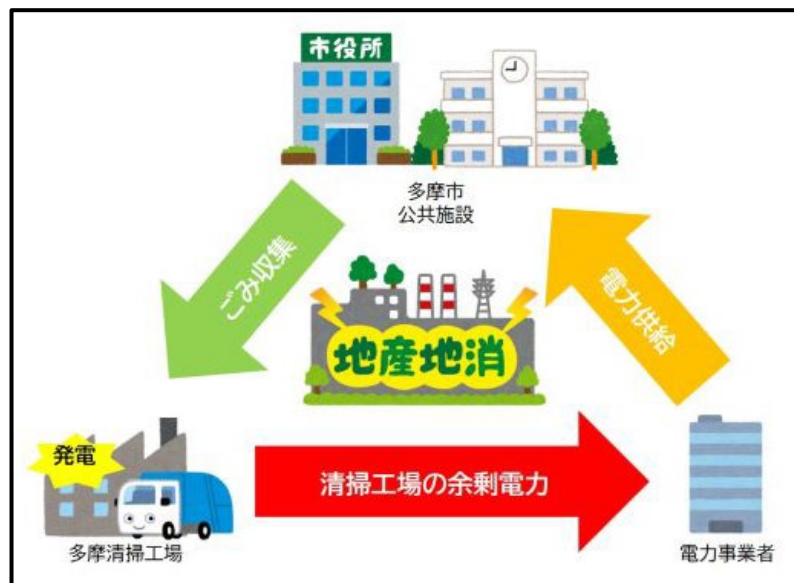 市役所
多摩市
公共施設
ごみ収集
電力供給
地産地消
発電
清掃工場の余剰電力
多摩清掃工場
電力事業者